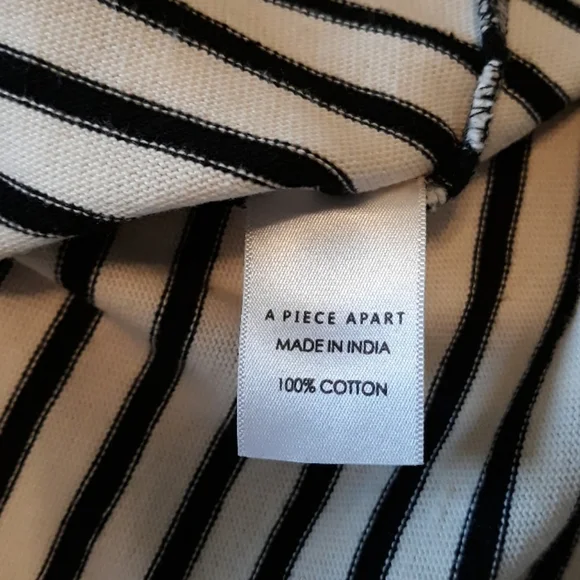 A PIECE APART
MADE IN INDIA
100% COTTON